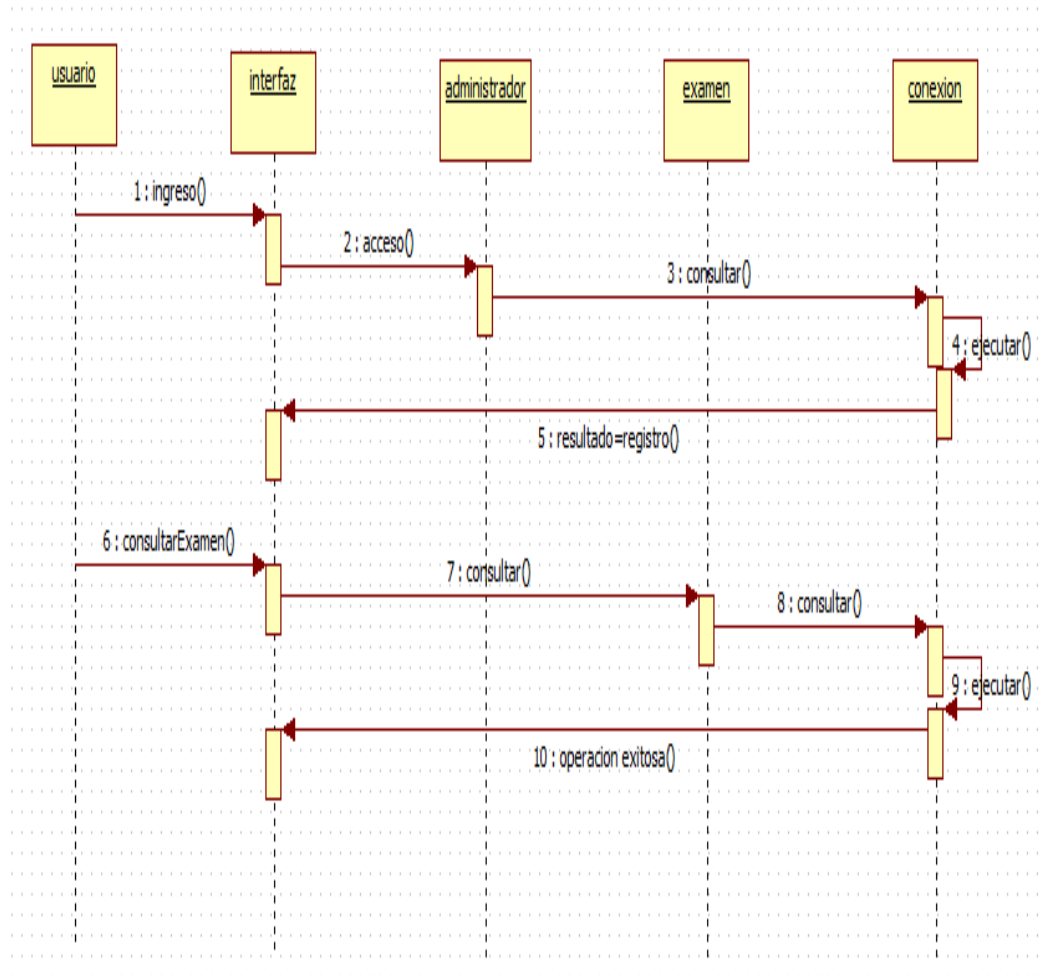 usuario
interfaz
administrador
examen
conexion
1 : ingreso()
2 : acceso()
3 : consultar()
4 : ejecutar()
5 : resultado=registro()
6 : consultarExamen()
7 : consultar()
8 : consultar()
9 : ejecutar()
10 : operacion exitosa()